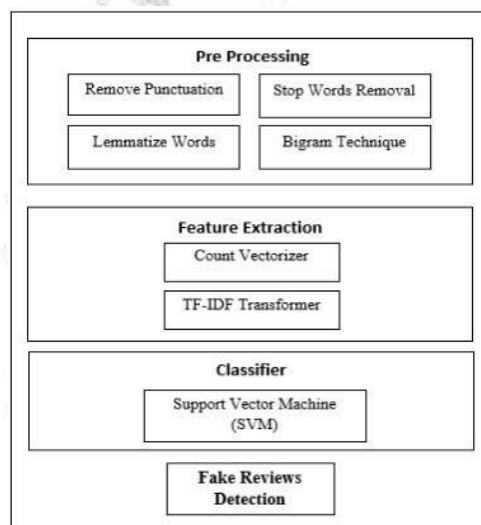 Pre Processing
Remove Punctuation
Stop Words Removal
Lemmatize Words
Bigram Technique
Feature Extraction
Count Vectorizer
TF-IDF Transformer
Classifier
Support Vector Machine
(SVM)
Fake Reviews
Detection